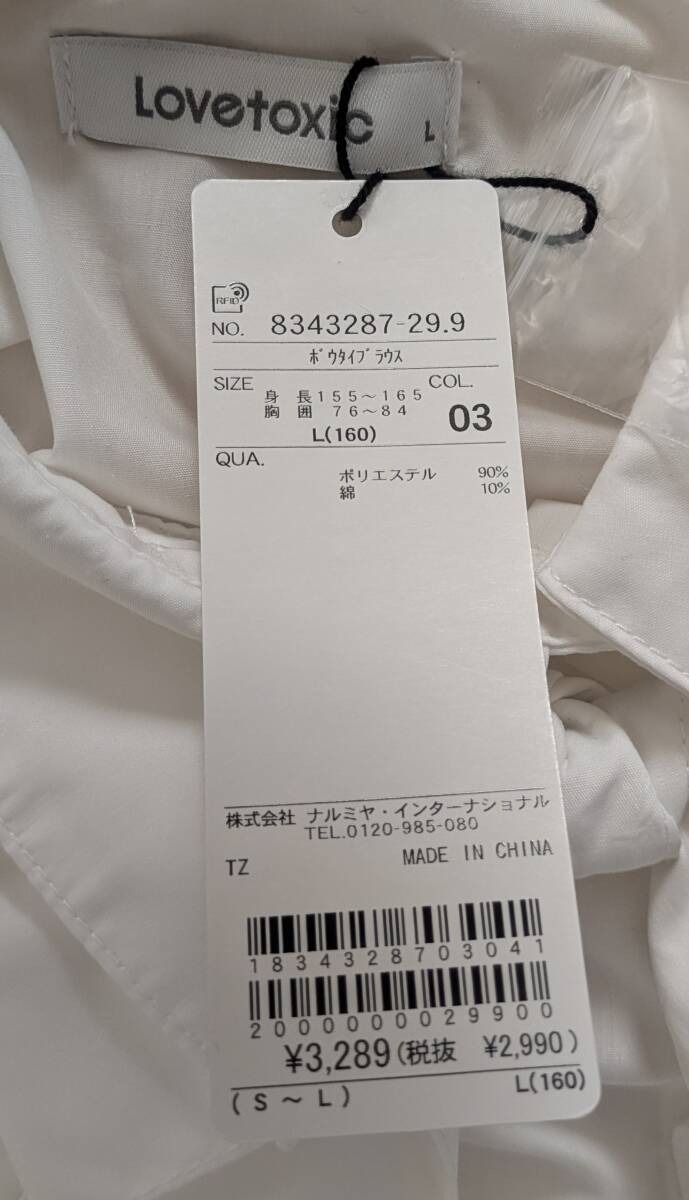 Lovetoxic L
RFID
NO. 8343287-29.9
ﾎﾞｳﾀｲﾌﾞﾗｳｽ
SIZE 身長155～165 COL.
胸囲 76～84 03
L(160)
QUA.
ポリエステル 90%
綿 10%
株式会社 ナルミヤ・インターナショナル
TEL.0120-985-080
TZ MADE IN CHINA
1834328703041
2000000029900
¥3,289(税抜 ¥2,990)
(S～L) L(160)